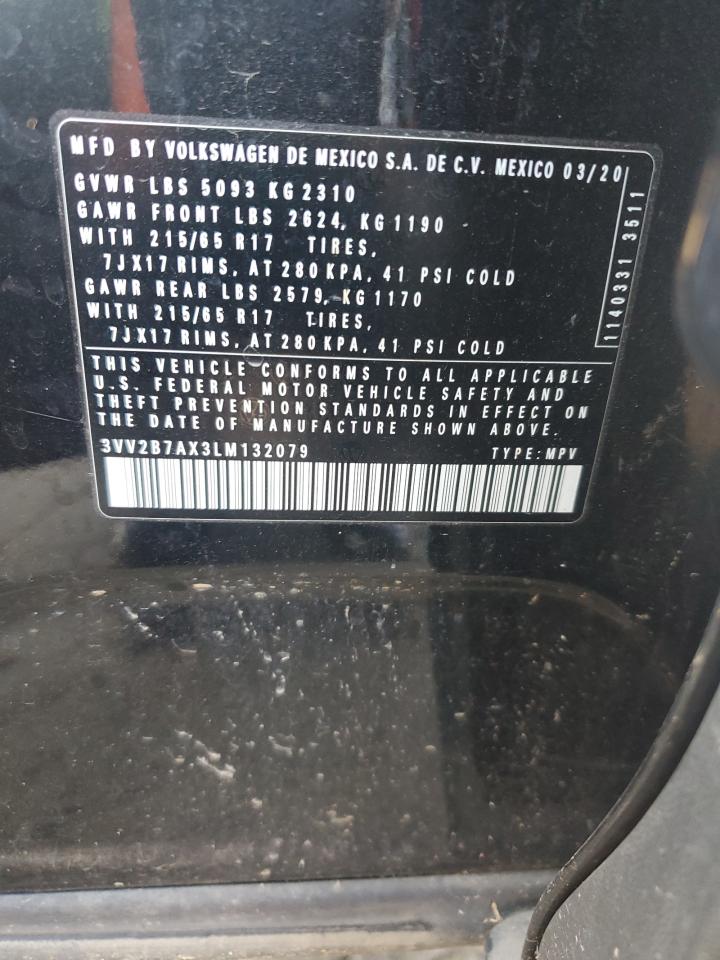 MFD BY VOLKSWAGEN DE MEXICO S.A. DE C.V. MEXICO 03/20
GVWR LBS 5093 KG 2310
GAWR FRONT LBS 2624, KG 1190
WITH 215/65 R17 TIRES,
7JX17 RIMS, AT 280 KPA, 41 PSI COLD
GAWR REAR LBS 2579, KG 1170
WITH 215/65 R17 TIRES,
7JX17 RIMS, AT 280 KPA, 41 PSI COLD
1140331 3511
THIS VEHICLE CONFORMS TO ALL APPLICABLE
U.S. FEDERAL MOTOR VEHICLE SAFETY AND
THEFT PREVENTION STANDARDS IN EFFECT ON
THE DATE OF MANUFACTURE SHOWN ABOVE.
3VV2B7AX3LM132079 TYPE: MPV